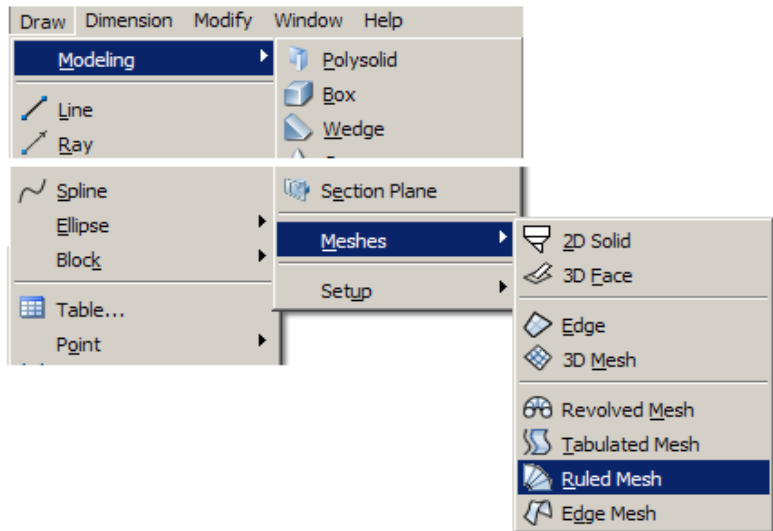 Draw Dimension Modify Window Help
Modeling
Line
Ray
Polysolid
Box
Wedge
Spline
Ellipse
Block
Table...
Point
Section Plane
Meshes
Setup
2D Solid
3D Face
Edge
3D Mesh
Revolved Mesh
Tabulated Mesh
Ruled Mesh
Edge Mesh